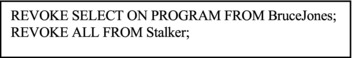 REVOKE SELECT ON PROGRAM FROM BruceJones;
REVOKE ALL FROM Stalker;